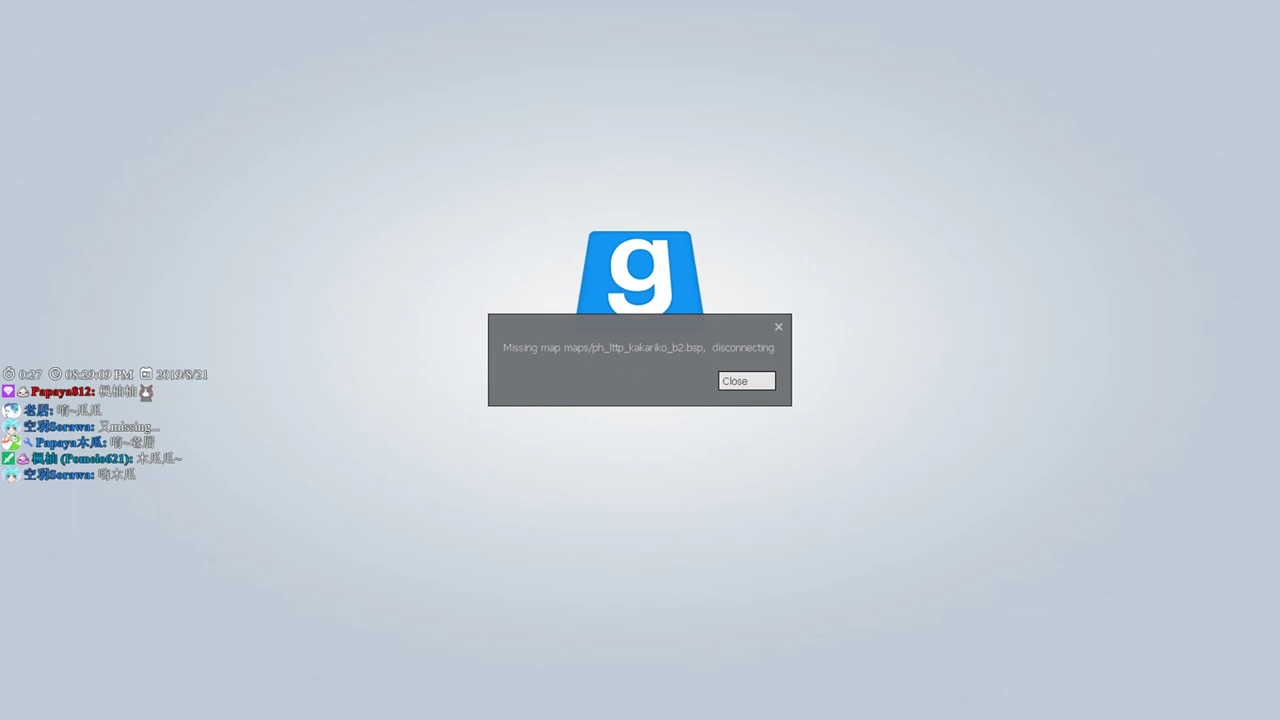 g
Missing map maps/ph_lttp_kakariko_b2.bsp, disconnecting
Close
0:27 08:29:09 PM 2019/8/21
Papaya812: 楓柚柚
老厝: 唷~瓜瓜
空羽Sorawa: 又missing...
Papaya木瓜: 唷~老厝
楓柚 (Pomelo621): 木瓜瓜~
空羽Sorawa: 嗨木瓜